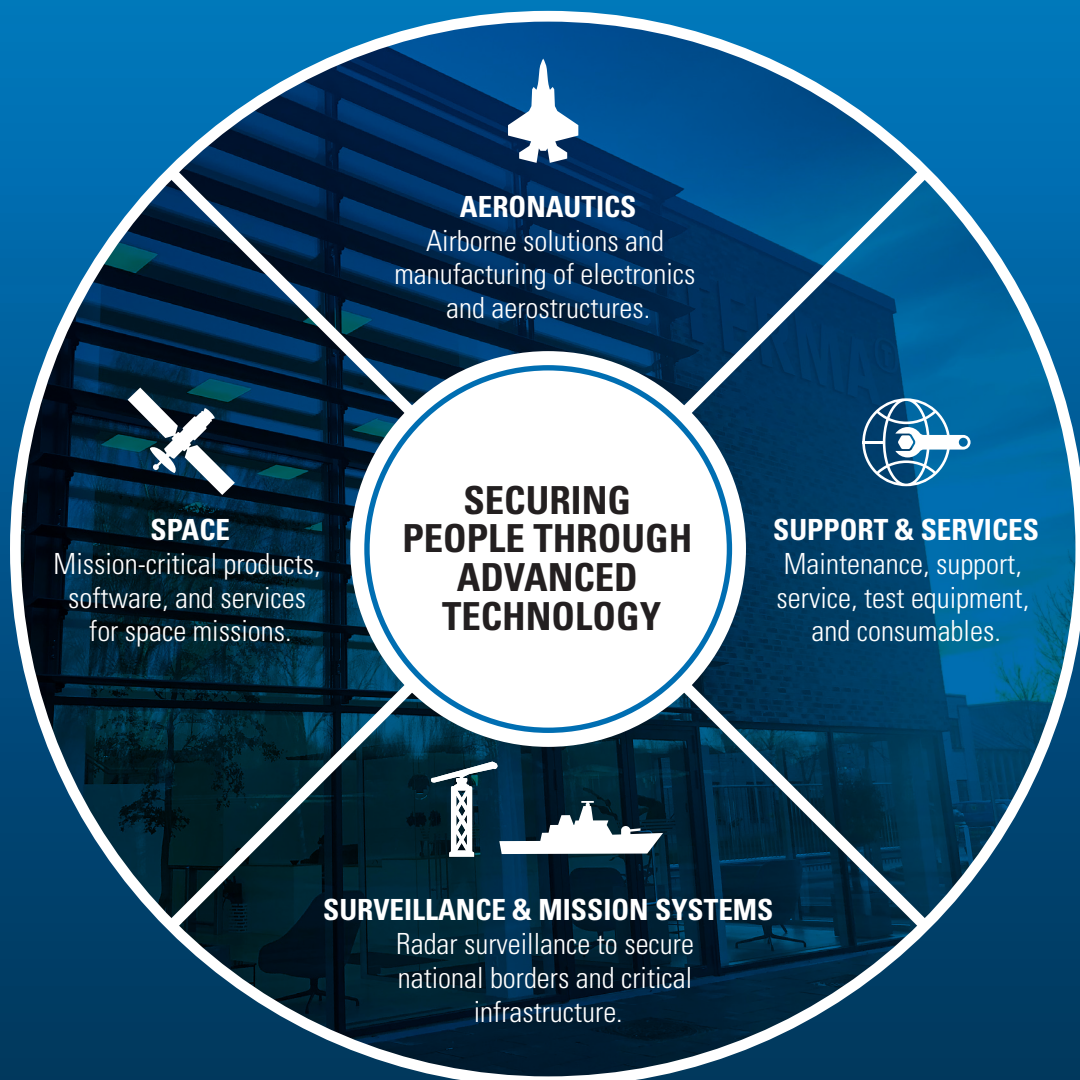 AERONAUTICS
Airborne solutions and
manufacturing of electronics
and aerostructures.
SPACE
Mission-critical products,
software, and services
for space missions.
SECURING
PEOPLE THROUGH
ADVANCED
TECHNOLOGY
SUPPORT & SERVICES
Maintenance, support,
service, test equipment,
and consumables.
SURVEILLANCE & MISSION SYSTEMS
Radar surveillance to secure
national borders and critical
infrastructure.